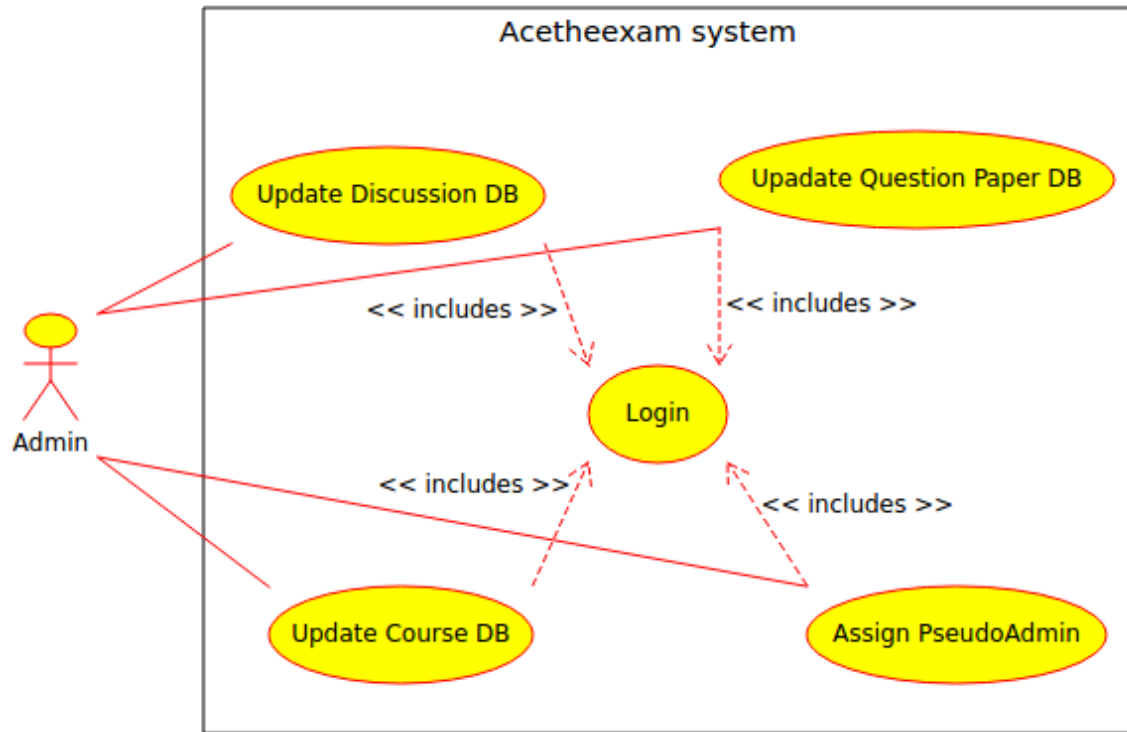 Acetheexam system
Update Discussion DB
Upadate Question Paper DB
<< includes >>
<< includes >>
Login
Admin
<< includes >>
<< includes >>
Update Course DB
Assign PseudoAdmin